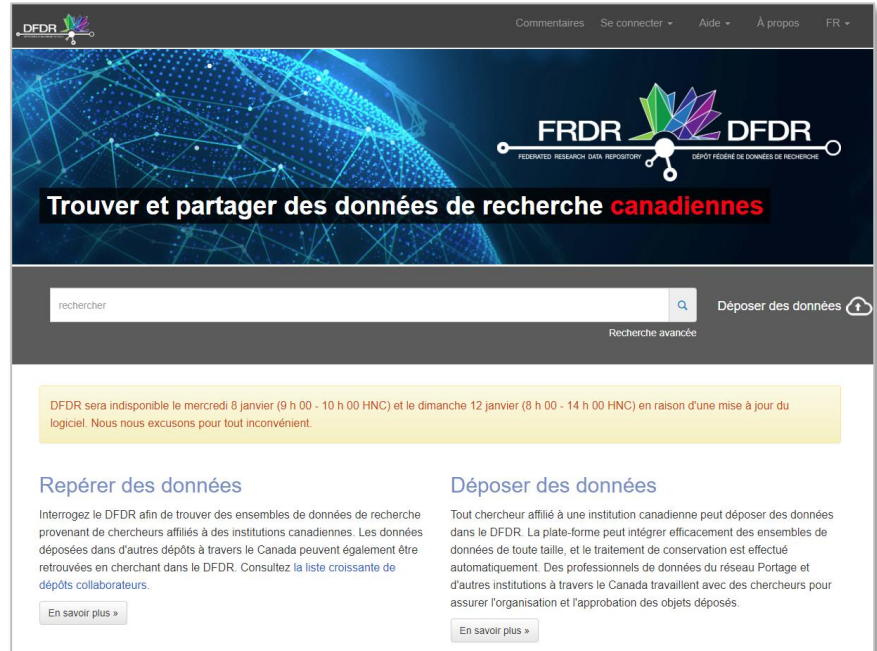 DFDR
Commentaires Se connecter Aide À propos FR
FRDR DFDR
FEDERATED RESEARCH DATA REPOSITORY DÉPÔT FÉDÉRÉ DE DONNÉES DE RECHERCHE
Trouver et partager des données de recherche canadiennes
rechercher
Déposer des données
Recherche avancée
DFDR sera indisponible le mercredi 8 janvier (9 h 00 - 10 h 00 HNC) et le dimanche 12 janvier (8 h 00 - 14 h 00 HNC) en raison d'une mise à jour du
logiciel. Nous nous excusons pour tout inconvénient.
Repérer des données
Interrogez le DFDR afin de trouver des ensembles de données de recherche
provenant de chercheurs affiliés à des institutions canadiennes. Les données
déposées dans d'autres dépôts à travers le Canada peuvent également être
retrouvées en cherchant dans le DFDR. Consultez la liste croissante de
dépôts collaborateurs.
En savoir plus »
Déposer des données
Tout chercheur affilié à une institution canadienne peut déposer des données
dans le DFDR. La plate-forme peut intégrer efficacement des ensembles de
données de toute taille, et le traitement de conservation est effectué
automatiquement. Des professionnels de données du réseau Portage et
d'autres institutions à travers le Canada travaillent avec des chercheurs pour
assurer l'organisation et l'approbation des objets déposés.
En savoir plus »